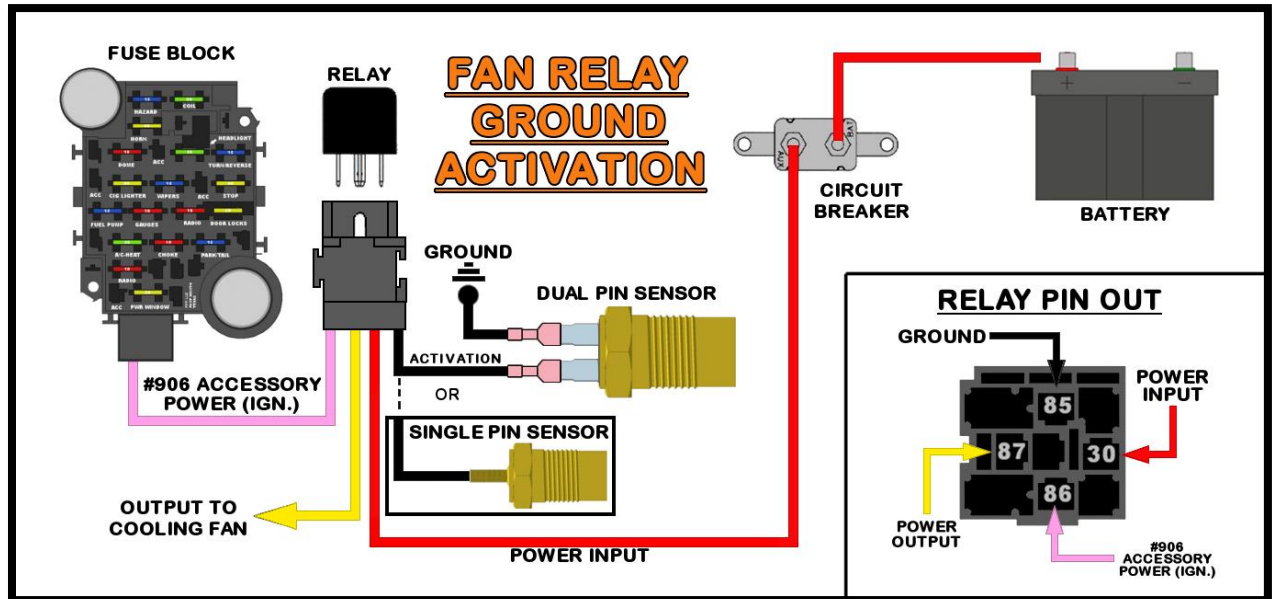 FUSE BLOCK
RELAY
FAN RELAY
GROUND
ACTIVATION
HAZARD
COIL
HORN
HEADLIGHT
DOME
ACC
TURN/REVERSE
ACC
CIG LIGHTER
WIPERS
ACC
STOP
FUEL PUMP
GAUGES
RADIO
DOOR LOCKS
A/C-HEAT
CHOKE
PARK/TAIL
RADIO
ACC
PWR WINDOW
#906 ACCESSORY
POWER (IGN.)
OUTPUT TO
COOLING FAN
GROUND
DUAL PIN SENSOR
ACTIVATION
OR
SINGLE PIN SENSOR
POWER INPUT
AUX
BAT
CIRCUIT
BREAKER
+
-
BATTERY
RELAY PIN OUT
GROUND
POWER
INPUT
85
87
30
86
POWER
OUTPUT
#906
ACCESSORY
POWER (IGN.)